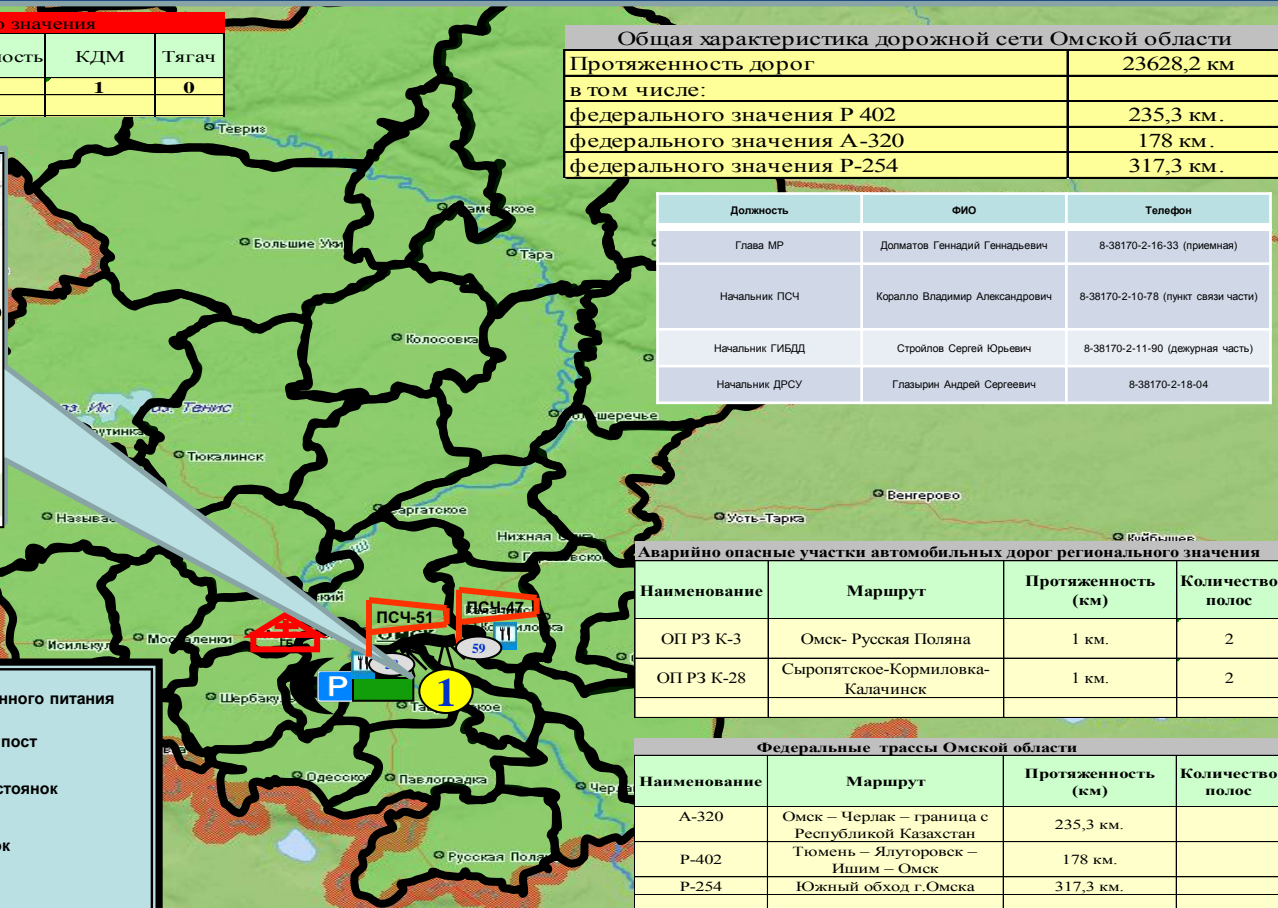 о значения
ность КДМ Тягач
1 0
Общая характеристика дорожной сети Омской области
Протяженность дорог 23628,2 км
в том числе:
федерального значения Р 402 235,3 км.
федерального значения А-320 178 км.
федерального значения Р-254 317,3 км.
Должность ФИО Телефон
Глава МР Долматов Геннадий Геннадьевич 8-38170-2-16-33 (приемная)
Начальник ПСЧ Коралло Владимир Александрович 8-38170-2-10-78 (пункт связи части)
Начальник ГИБДД Стройлов Сергей Юрьевич 8-38170-2-11-90 (дежурная часть)
Начальник ДРСУ Глазырин Андрей Сергеевич 8-38170-2-18-04
Тевриз
Большие Уки
Тара
Колосовка
Ик
оз. Тенис
Тюкалинск
Венгерово
Усть-Тарка
Куйбышев
Нижняя
ПСЧ-51
ПСЧ-47
Исилькул
59
P
1
Одесское
Павлоградка
Русская Поля
нного питания
пост
стоянок
ок
Аварийно опасные участки автомобильных дорог регионального значения
Наименование Маршрут Протяженность (км) Количество полос
ОП РЗ К-3 Омск- Русская Поляна 1 км. 2
ОП РЗ К-28 Сыропятское-Кормиловка-Калачинск 1 км. 2
Федеральные трассы Омской области
Наименование Маршрут Протяженность (км) Количество полос
А-320 Омск – Черлак – граница с Республикой Казахстан 235,3 км.
Р-402 Тюмень – Ялуторовск – Ишим – Омск 178 км.
Р-254 Южный обход г.Омска 317,3 км.